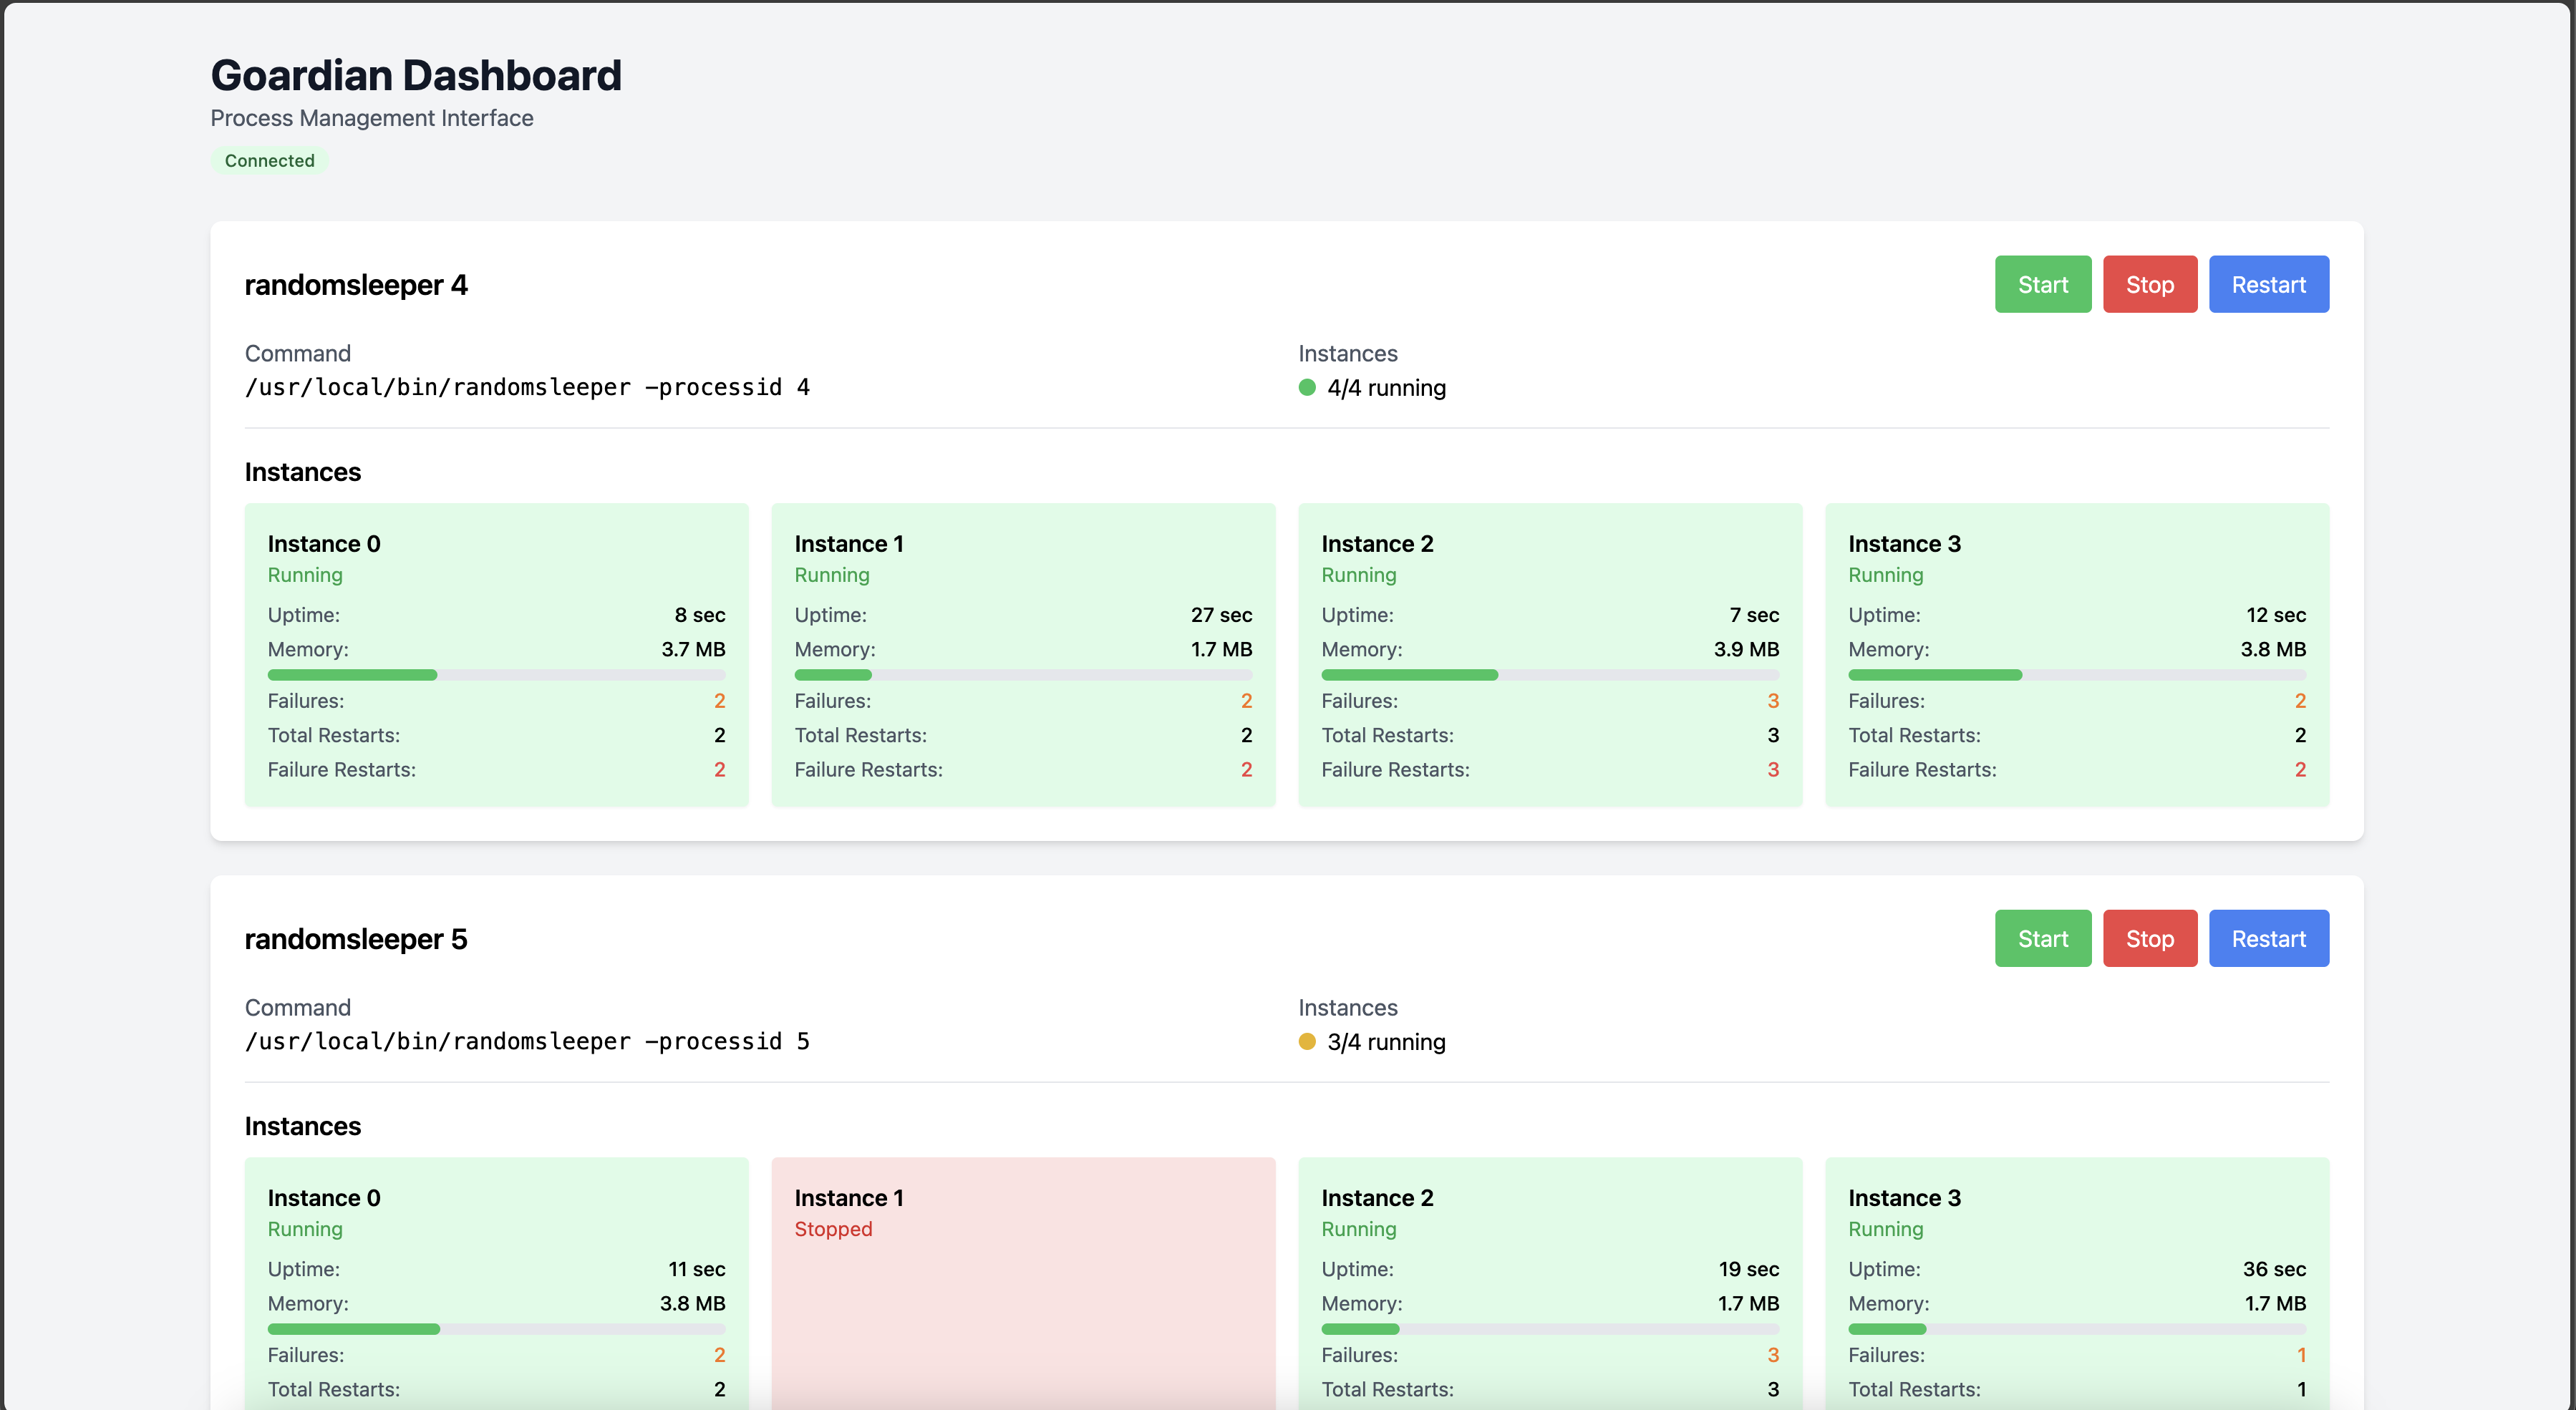 Goardian Dashboard
Process Management Interface
Connected
randomsleeper 4
Start Stop Restart
Command
/usr/local/bin/randomsleeper -processid 4
Instances
4/4 running
Instances
Instance 0
Running
Uptime: 8 sec
Memory: 3.7 MB
Failures: 2
Total Restarts: 2
Failure Restarts: 2
Instance 1
Running
Uptime: 27 sec
Memory: 1.7 MB
Failures: 2
Total Restarts: 2
Failure Restarts: 2
Instance 2
Running
Uptime: 7 sec
Memory: 3.9 MB
Failures: 3
Total Restarts: 3
Failure Restarts: 3
Instance 3
Running
Uptime: 12 sec
Memory: 3.8 MB
Failures: 2
Total Restarts: 2
Failure Restarts: 2
randomsleeper 5
Start Stop Restart
Command
/usr/local/bin/randomsleeper -processid 5
Instances
3/4 running
Instances
Instance 0
Running
Uptime: 11 sec
Memory: 3.8 MB
Failures: 2
Total Restarts: 2
Instance 1
Stopped
Instance 2
Running
Uptime: 19 sec
Memory: 1.7 MB
Failures: 3
Total Restarts: 3
Instance 3
Running
Uptime: 36 sec
Memory: 1.7 MB
Failures: 1
Total Restarts: 1